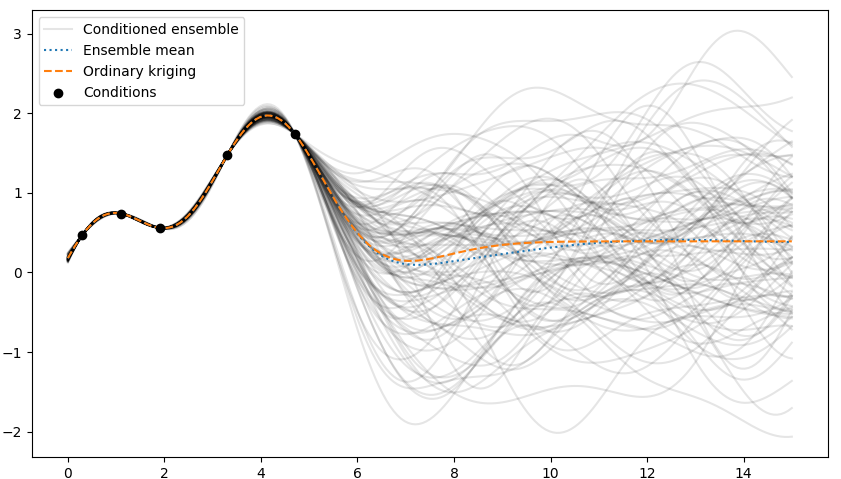 Conditioned ensemble
Ensemble mean
Ordinary kriging
Conditions
3
2
1
0
−1
−2
0 2 4 6 8 10 12 14